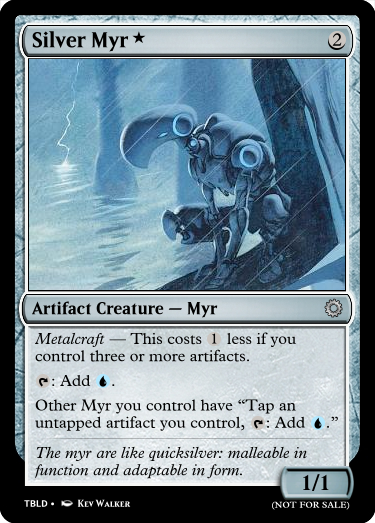 Silver Myr ★ 2
Artifact Creature — Myr
Metalcraft — This costs 1 less if you
control three or more artifacts.
: Add .
Other Myr you control have “Tap an
untapped artifact you control, : Add .”
The myr are like quicksilver: malleable in
function and adaptable in form.
1/1
TBLD • Kev Walker
(NOT FOR SALE)